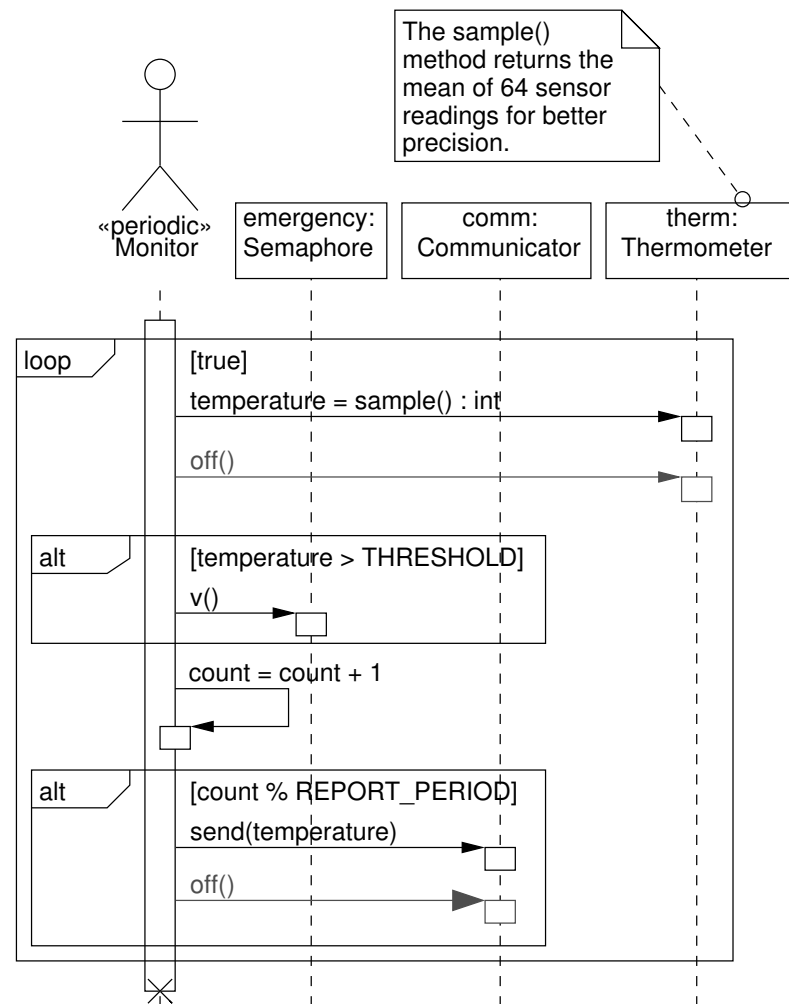 The sample()
method returns the
mean of 64 sensor
readings for better
precision.
«periodic»
Monitor
emergency:
Semaphore
comm:
Communicator
therm:
Thermometer
loop
[true]
temperature = sample() : int
off()
alt
[temperature > THRESHOLD]
v()
count = count + 1
alt
[count % REPORT_PERIOD]
send(temperature)
off()